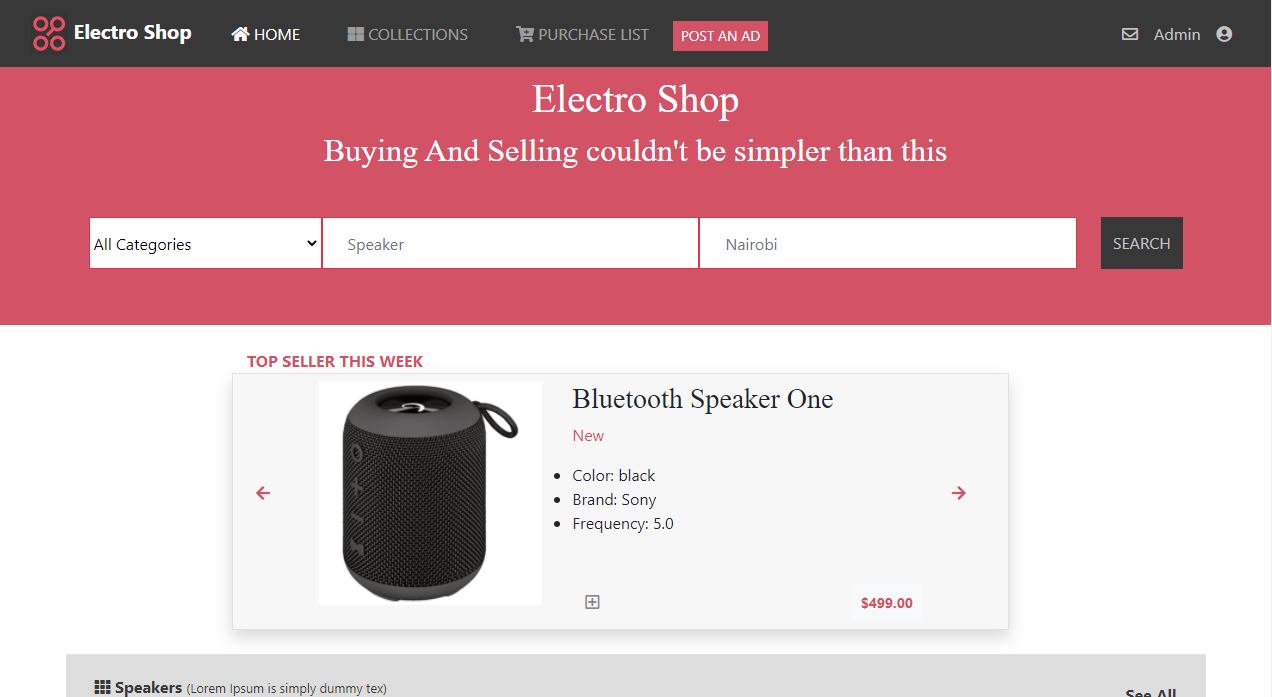 Electro Shop HOME COLLECTIONS PURCHASE LIST POST AN AD Admin
Electro Shop
Buying And Selling couldn't be simpler than this
All Categories Speaker Nairobi SEARCH
TOP SELLER THIS WEEK
Bluetooth Speaker One
New
Color: black
Brand: Sony
Frequency: 5.0
$499.00
Speakers (Lorem Ipsum is simply dummy tex)
See All